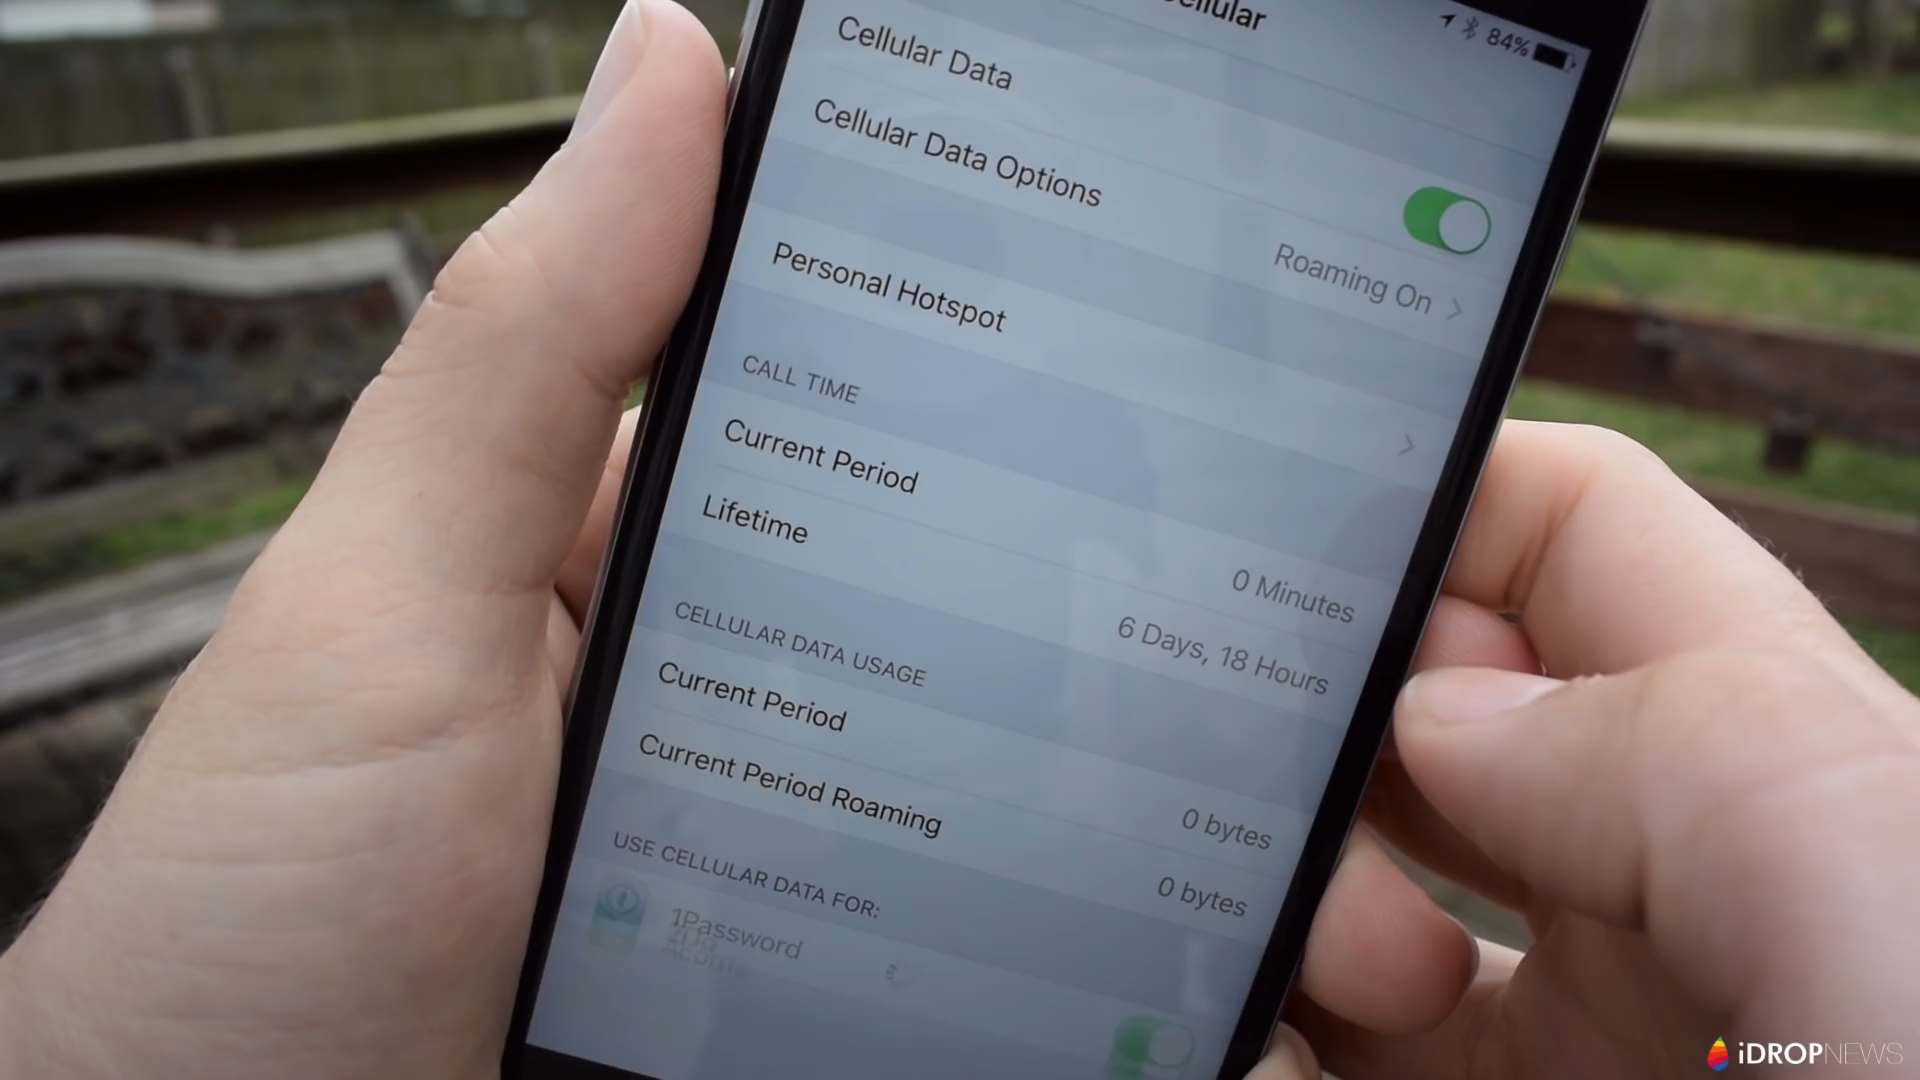 Cellular
84%
Cellular Data
Cellular Data Options
Roaming On
Personal Hotspot
CALL TIME
Current Period
0 Minutes
Lifetime
6 Days, 18 Hours
CELLULAR DATA USAGE
Current Period
0 bytes
Current Period Roaming
0 bytes
USE CELLULAR DATA FOR:
1Password
iDROPNEWS